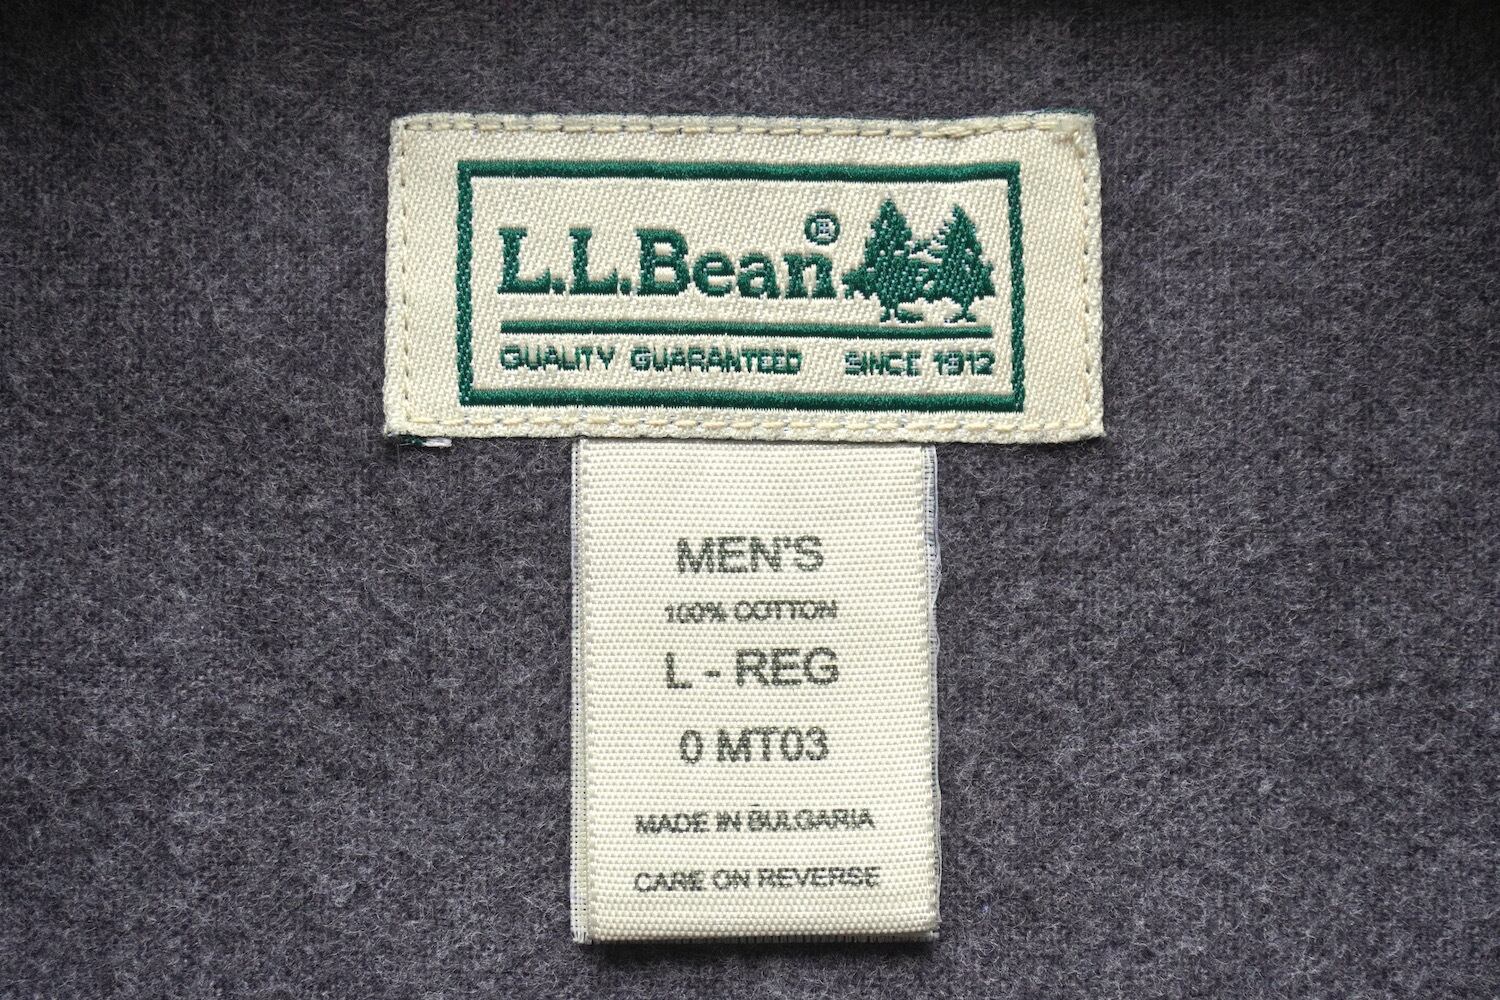 L.L.Bean®
QUALITY GUARANTEED SINCE 1912
MEN'S
100% COTTON
L - REG
0 MT03
MADE IN BULGARIA
CARE ON REVERSE